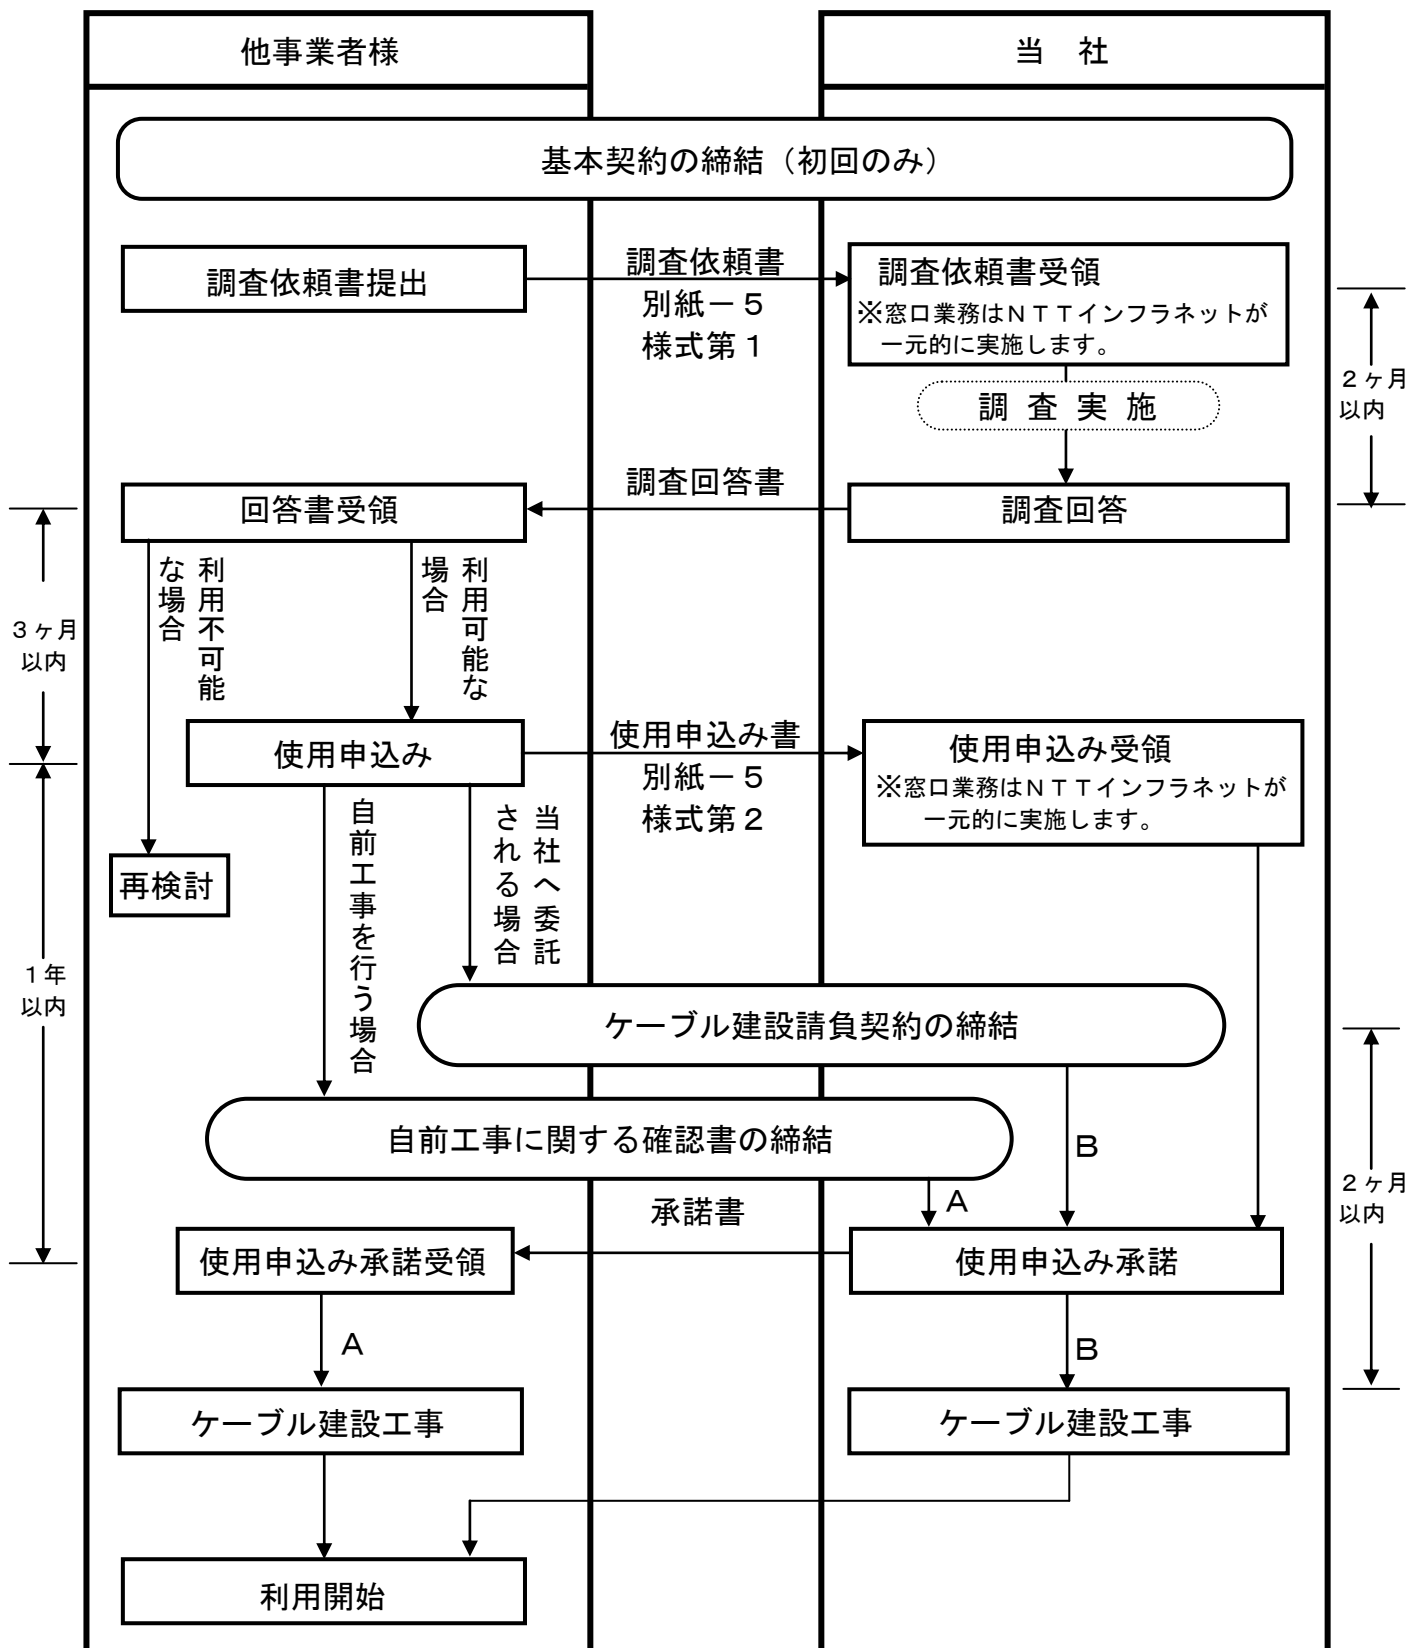 他事業者様
当　社
基本契約の締結（初回のみ）
調査依頼書提出
調査依頼書
別紙－５
様式第１
調査依頼書受領
※窓口業務はＮＴＴインフラネットが
一元的に実施します。
２ヶ月
以内
調 査 実 施
回答書受領
調査回答書
調査回答
３ヶ月
以内
利用不可能
な場合
利用可能な
場合
使用申込み
使用申込み書
別紙－５
様式第２
使用申込み受領
※窓口業務はＮＴＴインフラネットが
一元的に実施します。
再検討
自前工事を行う場合
当社へ委託
される場合
１年
以内
ケーブル建設請負契約の締結
自前工事に関する確認書の締結
Ｂ
Ａ
承諾書
２ヶ月
以内
使用申込み承諾受領
使用申込み承諾
Ａ
Ｂ
ケーブル建設工事
ケーブル建設工事
利用開始